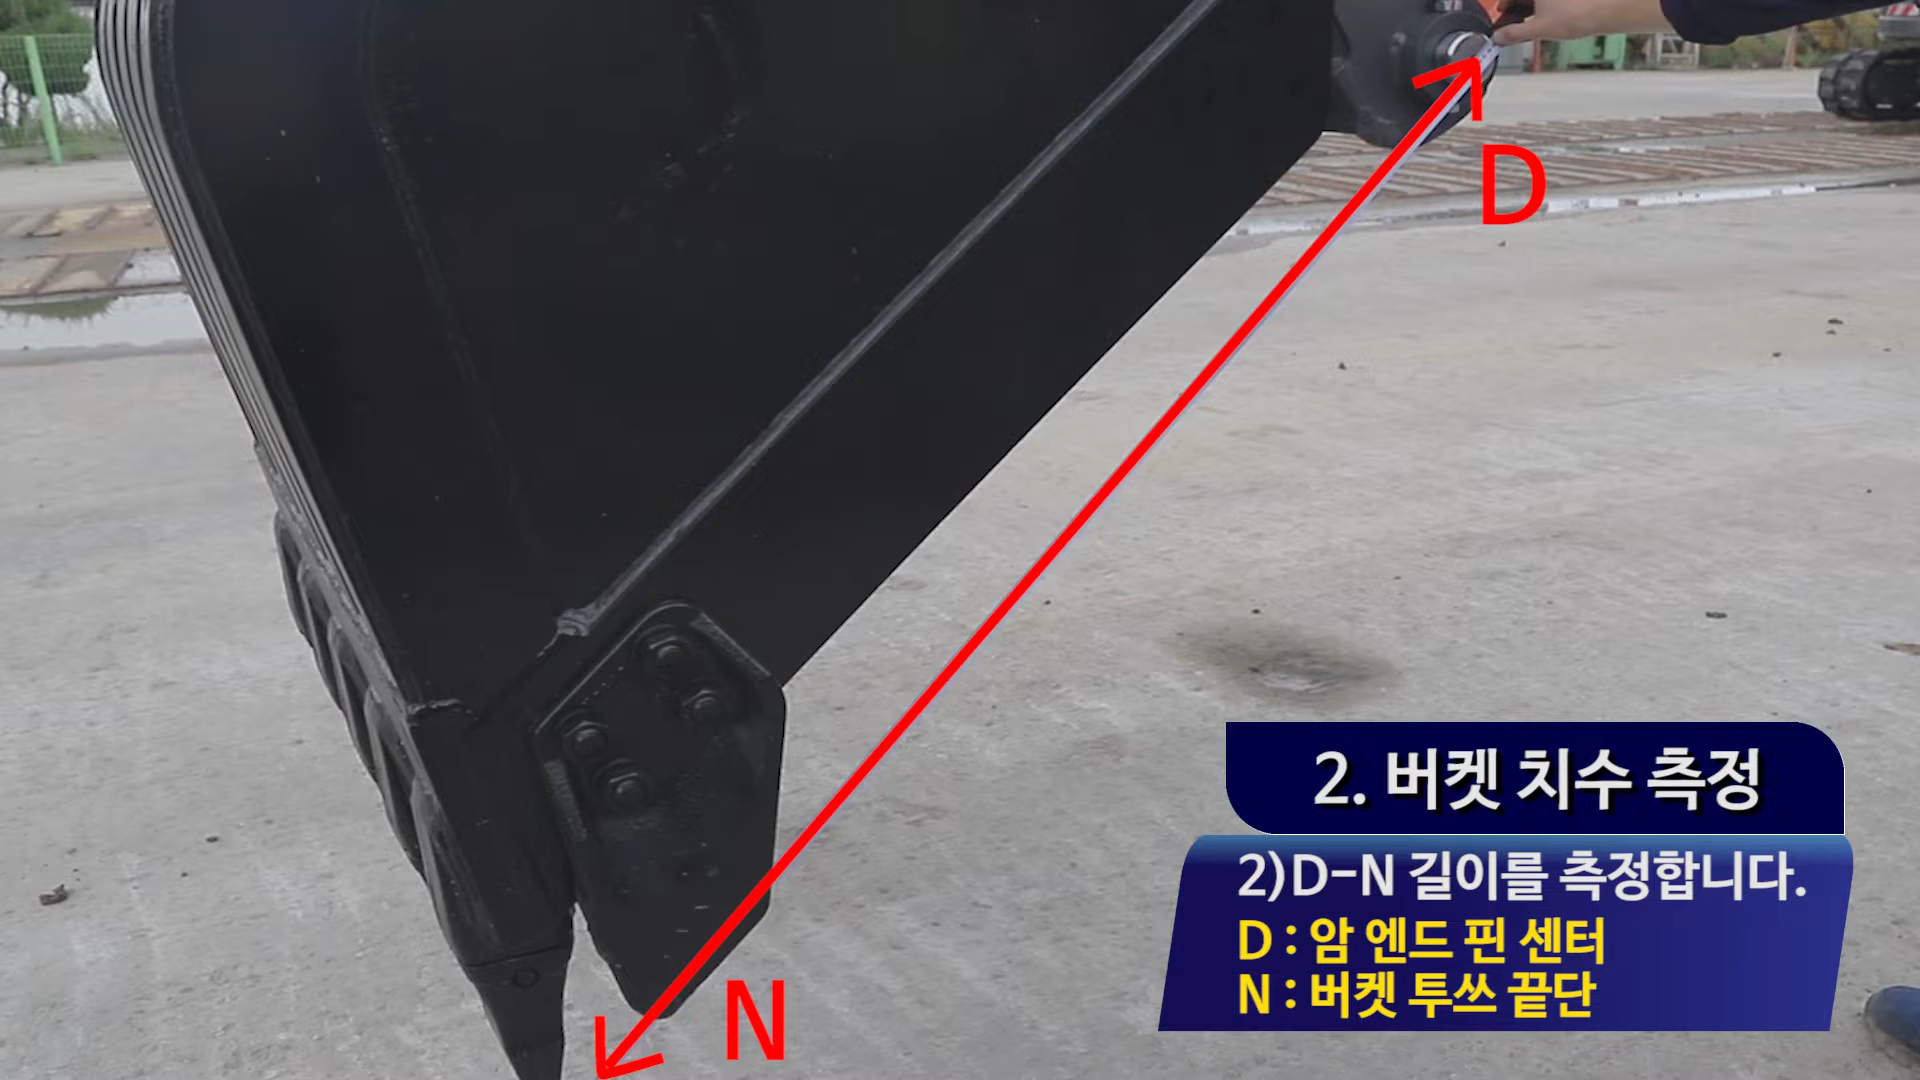 D
N
2. 버켓 치수 측정
2)D-N 길이를 측정합니다.
D : 암 엔드 핀 센터
N : 버켓 투쓰 끝단